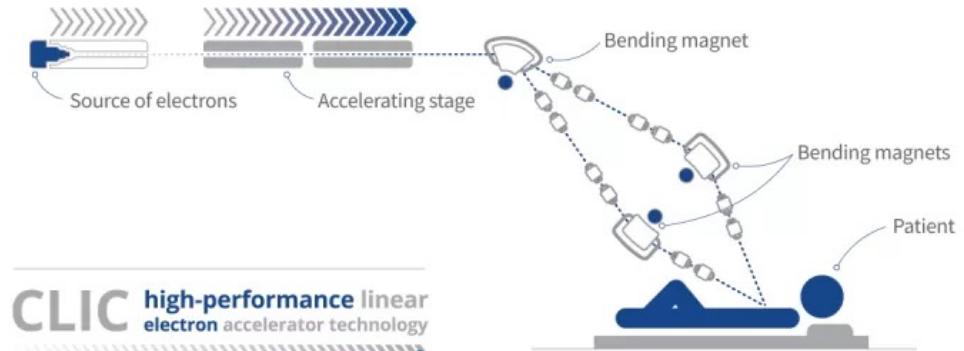 Bending magnet
Source of electrons
Accelerating stage
Bending magnets
Patient
CLIC high-performance linear
electron accelerator technology